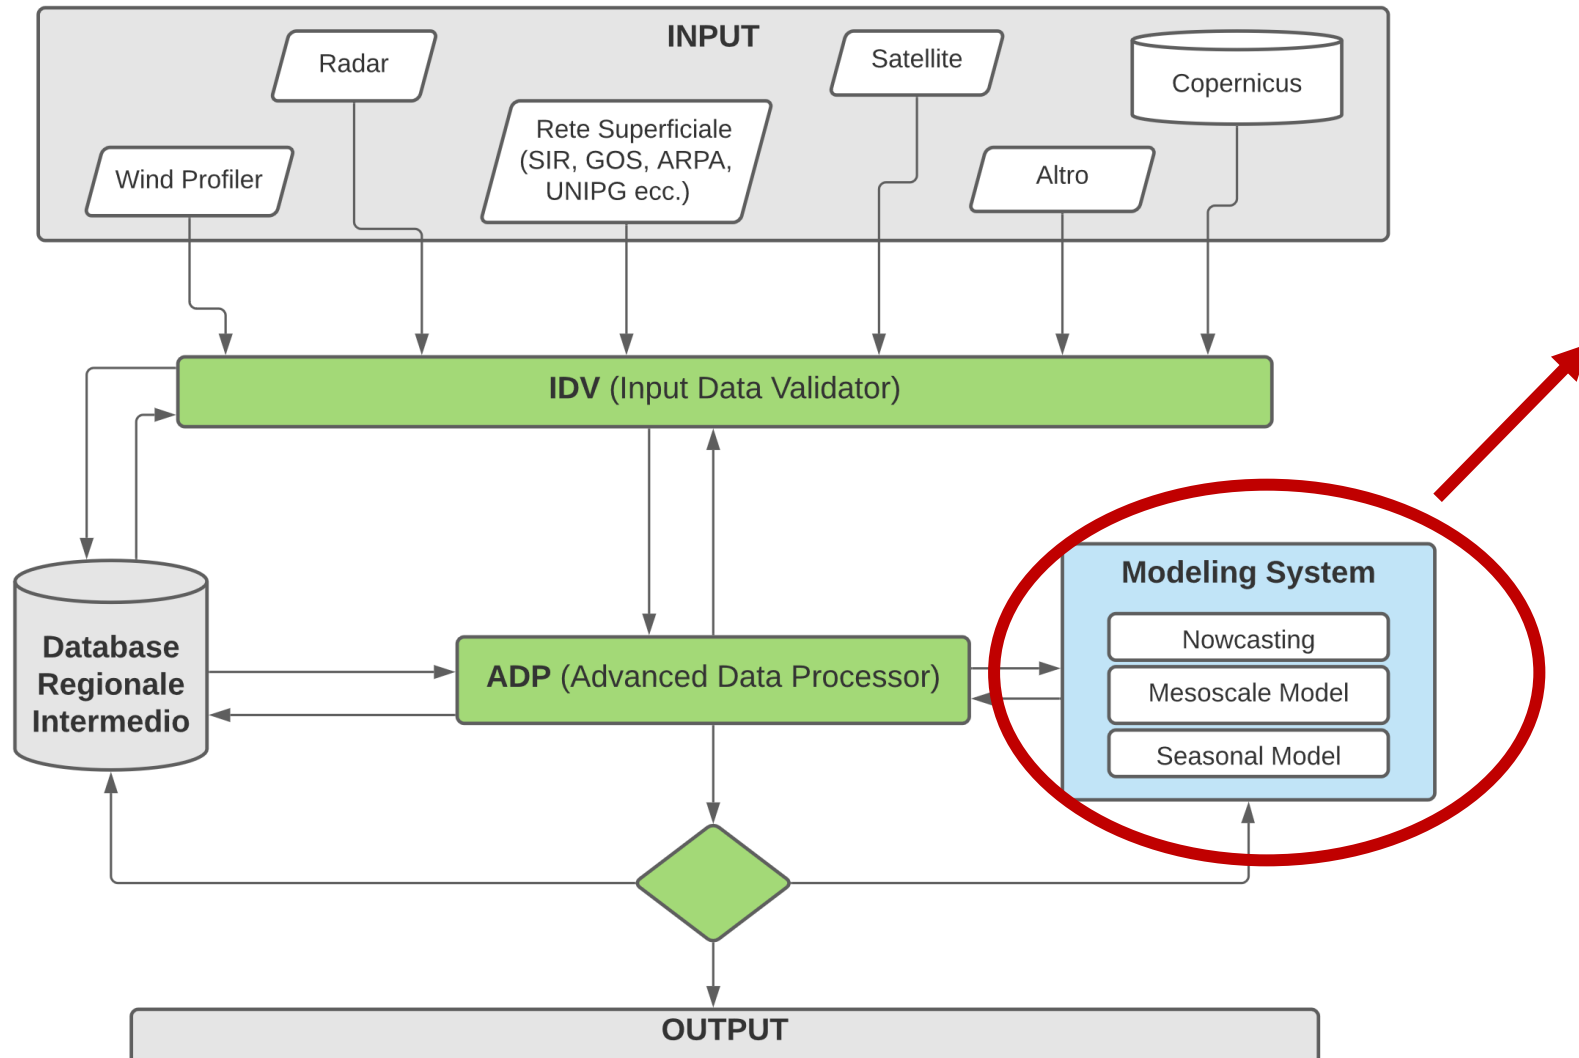 INPUT
Radar
Satellite
Copernicus
Rete Superficiale
(SIR, GOS, ARPA,
UNIPG ecc.)
Wind Profiler
Altro
IDV (Input Data Validator)
Modeling System
Nowcasting
Mesoscale Model
Seasonal Model
Database
Regionale
Intermedio
ADP (Advanced Data Processor)
OUTPUT